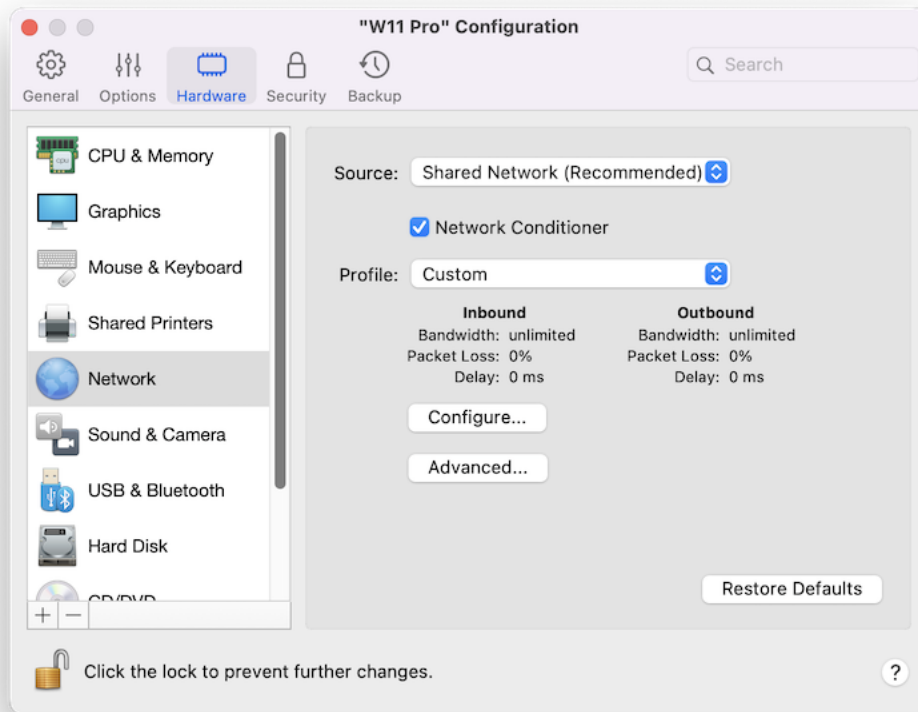 "W11 Pro" Configuration
General Options Hardware Security Backup
Search
CPU & Memory
Graphics
Mouse & Keyboard
Shared Printers
Network
Sound & Camera
USB & Bluetooth
Hard Disk
CD/DVD
+ −
Source: Shared Network (Recommended)
Network Conditioner
Profile: Custom
Inbound Outbound
Bandwidth: unlimited Bandwidth: unlimited
Packet Loss: 0% Packet Loss: 0%
Delay: 0 ms Delay: 0 ms
Configure...
Advanced...
Restore Defaults
Click the lock to prevent further changes.
?